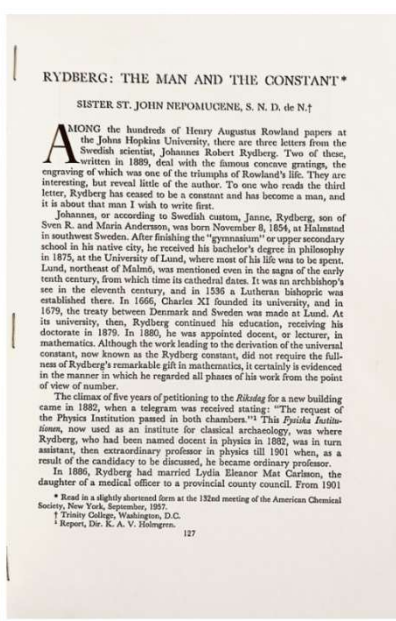 RYDBERG: THE MAN AND THE CONSTANT*
SISTER ST. JOHN NEPOMUCENE, S. N. D. de N.†
AMONG the hundreds of Henry Augustus Rowland papers at
the Johns Hopkins University, there are three letters from the
Swedish scientist, Johannes Robert Rydberg. Two of these,
written in 1889, deal with the famous concave gratings, the
engraving of which was one of the triumphs of Rowland's life. They are
interesting, but reveal little of the author. To one who reads the third
letter, Rydberg has ceased to be a constant and has become a man, and
it is about that man I wish to write first.
Johannes, or according to Swedish custom, Janne, Rydberg, son of
Sven R. and Maria Andersson, was born November 8, 1854, at Halmstad
in southwest Sweden. After finishing the "gymnasium" or upper secondary
school in his native city, he received his bachelor's degree in philosophy
in 1875, at the University of Lund, where most of his life was to be spent.
Lund, northeast of Malmö, was mentioned even in the sagns of the early
tenth century, from which time its cathedral dates. It was an archbishop's
see in the eleventh century, and in 1536 a Lutheran bishopric was
established there. In 1666, Charles XI founded its university, and in
1679, the treaty between Denmark and Sweden was made at Lund. At
its university, then, Rydberg continued his education, receiving his
doctorate in 1879. In 1880, he was appointed docent, or lecturer, in
mathematics. Although the work leading to the derivation of the universal
constant, now known as the Rydberg constant, did not require the full-
ness of Rydberg's remarkable gift in mathematics, it certainly is evidenced
in the manner in which he regarded all phases of his work from the point
of view of number.
The climax of five years of petitioning to the Riksdag for a new building
came in 1882, when a telegram was received stating: "The request of
the Physics Institution passed in both chambers."¹ This Fysiska Institu-
tionen, now used as an institute for classical archaeology, was where
Rydberg, who had been named docent in physics in 1882, was in turn
assistant, then extraordinary professor in physics till 1901 when, as a
result of the candidacy to be discussed, he became ordinary professor.
In 1886, Rydberg had married Lydia Eleanor Mat Carlsson, the
daughter of a medical officer to a provincial county council. From 1901
* Read in a slightly shortened form at the 132nd meeting of the American Chemical
Society, New York, September, 1957.
† Trinity College, Washington, D.C.
¹ Report, Dir. K. A. V. Holmgren.
127